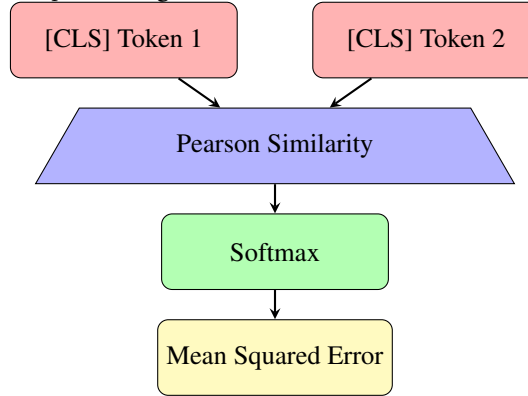 [CLS] Token 1
[CLS] Token 2
Pearson Similarity
Softmax
Mean Squared Error